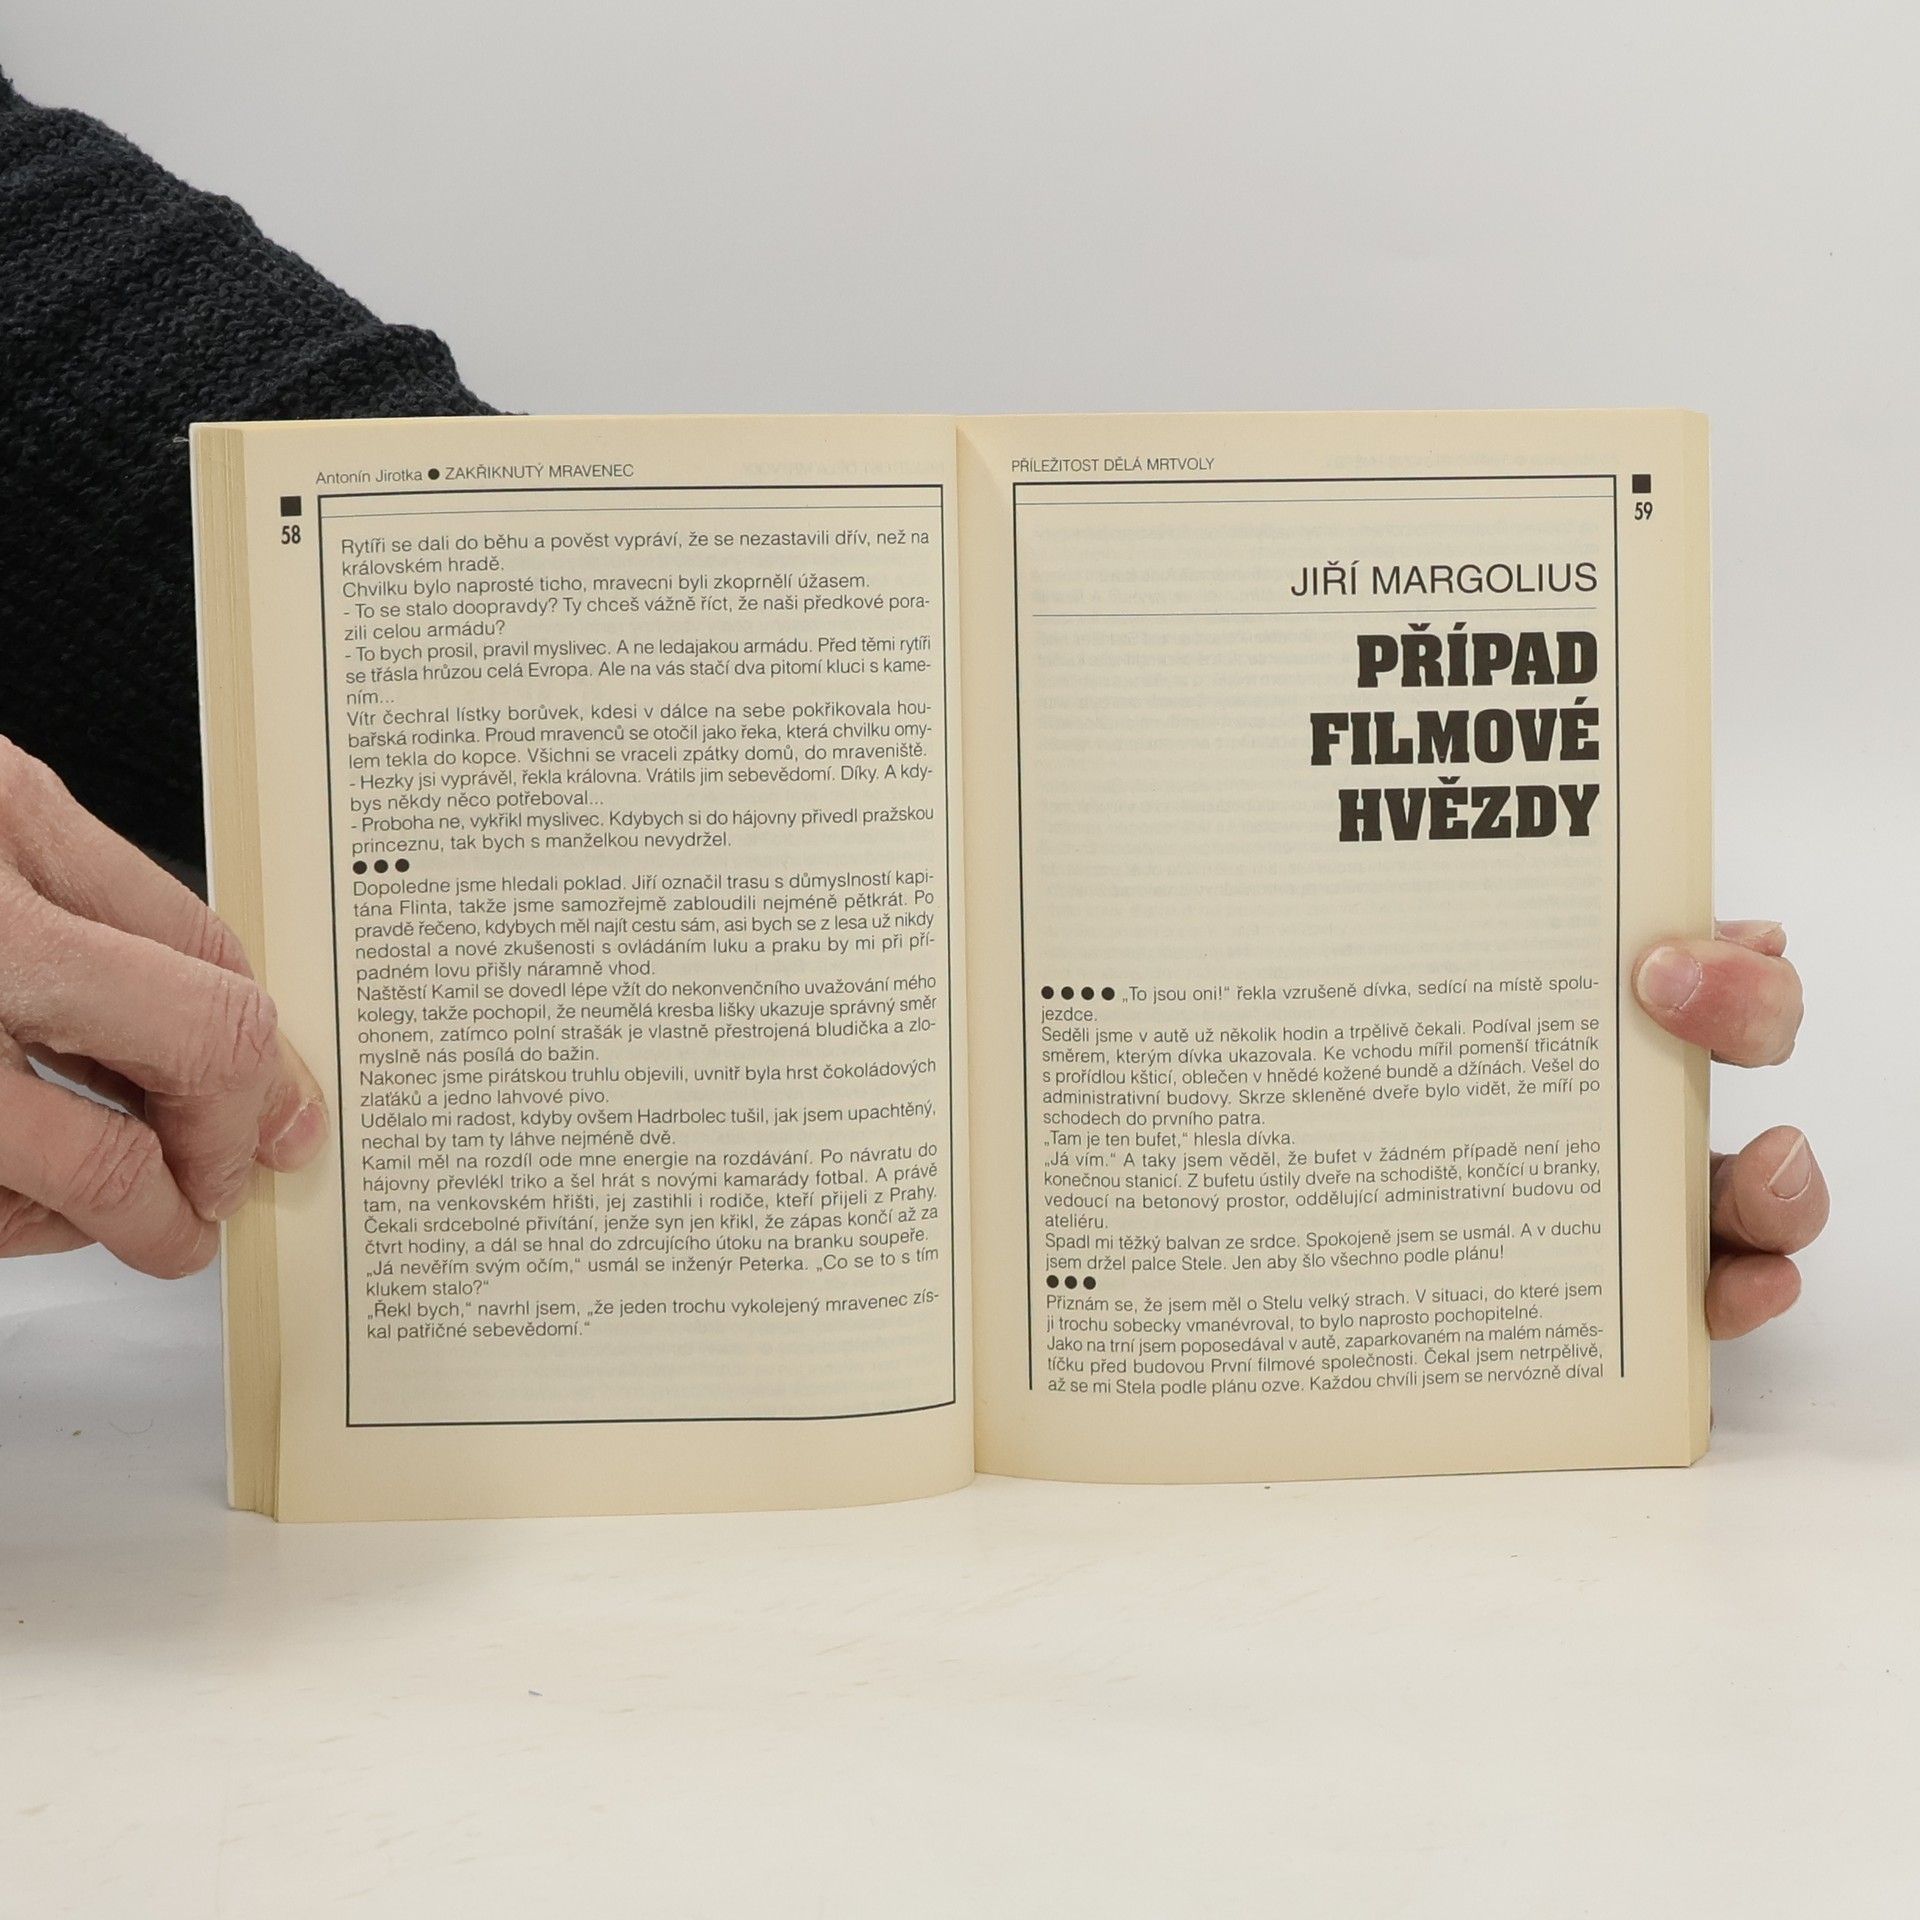 Antonín Jirotka ● ZAKŘIKNUTÝ MRAVENEC
58
Rytíři se dali do běhu a pověst vypráví, že se nezastavili dřív, než na
královském hradě.
Chvilku bylo naprosté ticho, mravecni byli zkoprnělí úžasem.
- To se stalo doopravdy? Ty chceš vážně říct, že naši předkové pora-
zili celou armádu?
- To bych prosil, pravil myslivec. A ne ledajakou armádu. Před těmi rytíři
se třásla hrůzou celá Evropa. Ale na vás stačí dva pitomí kluci s kame-
ním...
Vítr čechral lístky borůvek, kdesi v dálce na sebe pokřikovala hou-
bařská rodinka. Proud mravenců se otočil jako řeka, která chvilku omy-
lem tekla do kopce. Všichni se vraceli zpátky domů, do mraveniště.
- Hezky jsi vyprávěl, řekla královna. Vrátils jim sebevědomí. Díky. A kdy-
bys někdy něco potřeboval...
- Proboha ne, vykřikl myslivec. Kdybych si do hájovny přivedl pražskou
princeznu, tak bych s manželkou nevydržel.
●●●
Dopoledne jsme hledali poklad. Jiří označil trasu s důmyslností kapi-
tána Flinta, takže jsme samozřejmě zabloudili nejméně pětkrát. Po
pravdě řečeno, kdybych měl najít cestu sám, asi bych se z lesa už nikdy
nedostal a nové zkušenosti s ovládáním luku a praku by mi při pří-
padném lovu přišly náramně vhod.
Naštěstí Kamil se dovedl lépe vžít do nekonvenčního uvažování mého
kolegy, takže pochopil, že neumělá kresba lišky ukazuje správný směr
ohonem, zatímco polní strašák je vlastně přestrojená bludička a zlo-
myslně nás posílá do bažin.
Nakonec jsme pirátskou truhlu objevili, uvnitř byla hrst čokoládových
zlaťáků a jedno lahvové pivo.
Udělalo mi radost, kdyby ovšem Hadrbolec tušil, jak jsem upachtěný,
nechal by tam ty láhve nejméně dvě.
Kamil měl na rozdíl ode mne energie na rozdávání. Po návratu do
hájovny převlékl triko a šel hrát s novými kamarády fotbal. A právě
tam, na venkovském hřišti, jej zastihli i rodiče, kteří přijeli z Prahy.
Čekali srdcebolné přivítání, jenže syn jen křikl, že zápas končí až za
čtvrt hodiny, a dál se hnal do zdrcujícího útoku na branku soupeře.
„Já nevěřím svým očím,“ usmál se inženýr Peterka. „Co se to s tím
klukem stalo?“
„Řekl bych,“ navrhl jsem, „že jeden trochu vykolejený mravenec zís-
kal patřičné sebevědomí.“
PŘÍLEŽITOST DĚLÁ MRTVOLY
59
JIŘÍ MARGOLIUS
PŘÍPAD
FILMOVÉ
HVĚZDY
●●●● „To jsou oni!“ řekla vzrušeně dívka, sedící na místě spolu-
jezdce.
Seděli jsme v autě už několik hodin a trpělivě čekali. Podíval jsem se
směrem, kterým dívka ukazovala. Ke vchodu mířil pomenší třicátník
s prořídlou kšticí, oblečen v hnědé kožené bundě a džínách. Vešel do
administrativní budovy. Skrze skleněné dveře bylo vidět, že míří po
schodech do prvního patra.
„Tam je ten bufet,“ hlesla dívka.
„Já vím.“ A taky jsem věděl, že bufet v žádném případě není jeho
konečnou stanicí. Z bufetu ústily dveře na schodiště, končící u branky,
vedoucí na betonový prostor, oddělující administrativní budovu od
ateliéru.
Spadl mi těžký balvan ze srdce. Spokojeně jsem se usmál. A v duchu
jsem držel palce Stele. Jen aby šlo všechno podle plánu!
●●●
Přiznám se, že jsem měl o Stelu velký strach. V situaci, do které jsem
ji trochu sobecky vmanévroval, to bylo naprosto pochopitelné.
Jako na trní jsem poposedával v autě, zaparkovaném na malém náměs-
tíčku před budovou První filmové společnosti. Čekal jsem netrpělivě,
až se mi Stela podle plánu ozve. Každou chvíli jsem se nervózně díval